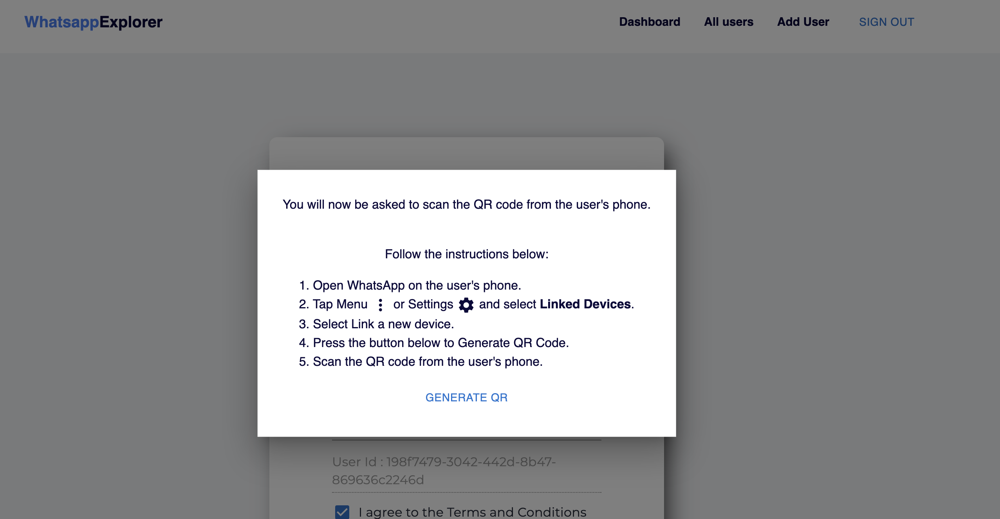 WhatsappExplorer
Dashboard All users Add User SIGN OUT
You will now be asked to scan the QR code from the user's phone.
Follow the instructions below:
1. Open WhatsApp on the user's phone.
2. Tap Menu or Settings and select Linked Devices.
3. Select Link a new device.
4. Press the button below to Generate QR Code.
5. Scan the QR code from the user's phone.
GENERATE QR
User Id : 198f7479-3042-442d-8b47-
869636c2246d
I agree to the Terms and Conditions